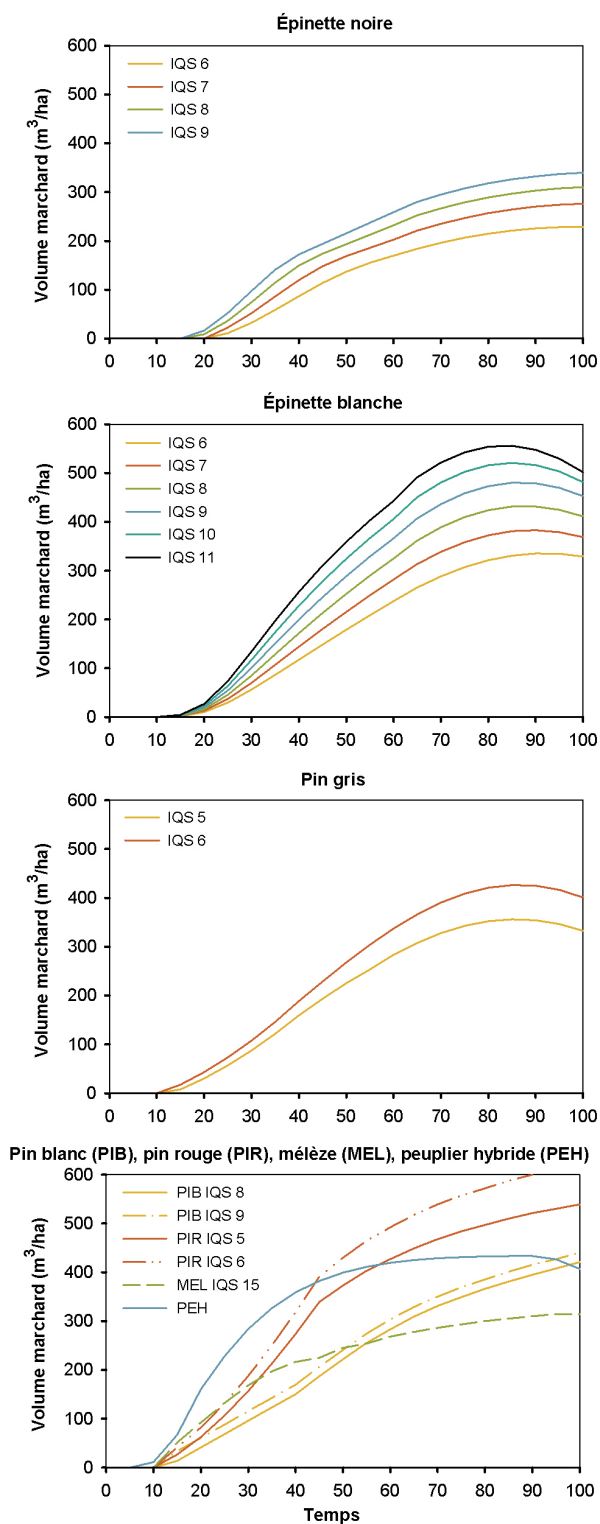 Épinette noire
600
500
400
300
200
100
0
Volume marchard (m³/ha)
IQS 6
IQS 7
IQS 8
IQS 9
0 10 20 30 40 50 60 70 80 90 100
Épinette blanche
600
500
400
300
200
100
0
Volume marchard (m³/ha)
IQS 6
IQS 7
IQS 8
IQS 9
IQS 10
IQS 11
0 10 20 30 40 50 60 70 80 90 100
Pin gris
600
500
400
300
200
100
0
Volume marchard (m³/ha)
IQS 5
IQS 6
0 10 20 30 40 50 60 70 80 90 100
Pin blanc (PIB), pin rouge (PIR), mélèze (MEL), peuplier hybride (PEH)
600
500
400
300
200
100
0
Volume marchard (m³/ha)
PIB IQS 8
PIB IQS 9
PIR IQS 5
PIR IQS 6
MEL IQS 15
PEH
0 10 20 30 40 50 60 70 80 90 100
Temps